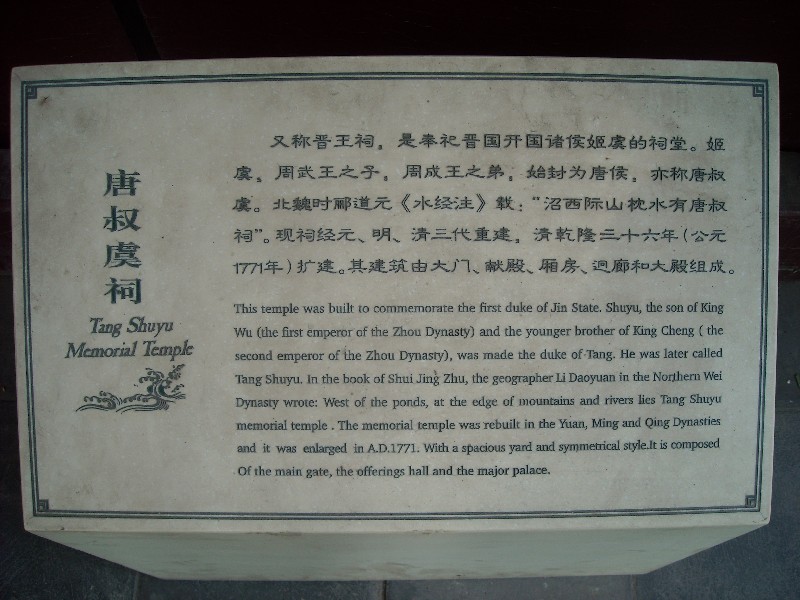 唐叔虞祠
Tang Shuyu
Memorial Temple
又称晋王祠，是奉祀晋国开国诸侯姬虞的祠堂。姬
虞，周武王之子，周成王之弟，始封为唐侯，亦称唐叔
虞。北魏时郦道元《水经注》载：“沼西际山枕水有唐叔
祠”。现祠经元、明、清三代重建，清乾隆三十六年（公元
1771年）扩建。其建筑由大门、献殿、厢房、迥廊和大殿组成。
This temple was built to commemorate the first duke of Jin State. Shuyu, the son of King
Wu (the first emperor of the Zhou Dynasty) and the younger brother of King Cheng ( the
second emperor of the Zhou Dynasty), was made the duke of Tang. He was later called
Tang Shuyu. In the book of Shui Jing Zhu, the geographer Li Daoyuan in the Northern Wei
Dynasty wrote: West of the ponds, at the edge of mountains and rivers lies Tang Shuyu
memorial temple . The memorial temple was rebuilt in the Yuan, Ming and Qing Dynasties
and it was enlarged in A.D.1771. With a spacious yard and symmetrical style.It is composed
Of the main gate, the offerings hall and the major palace.